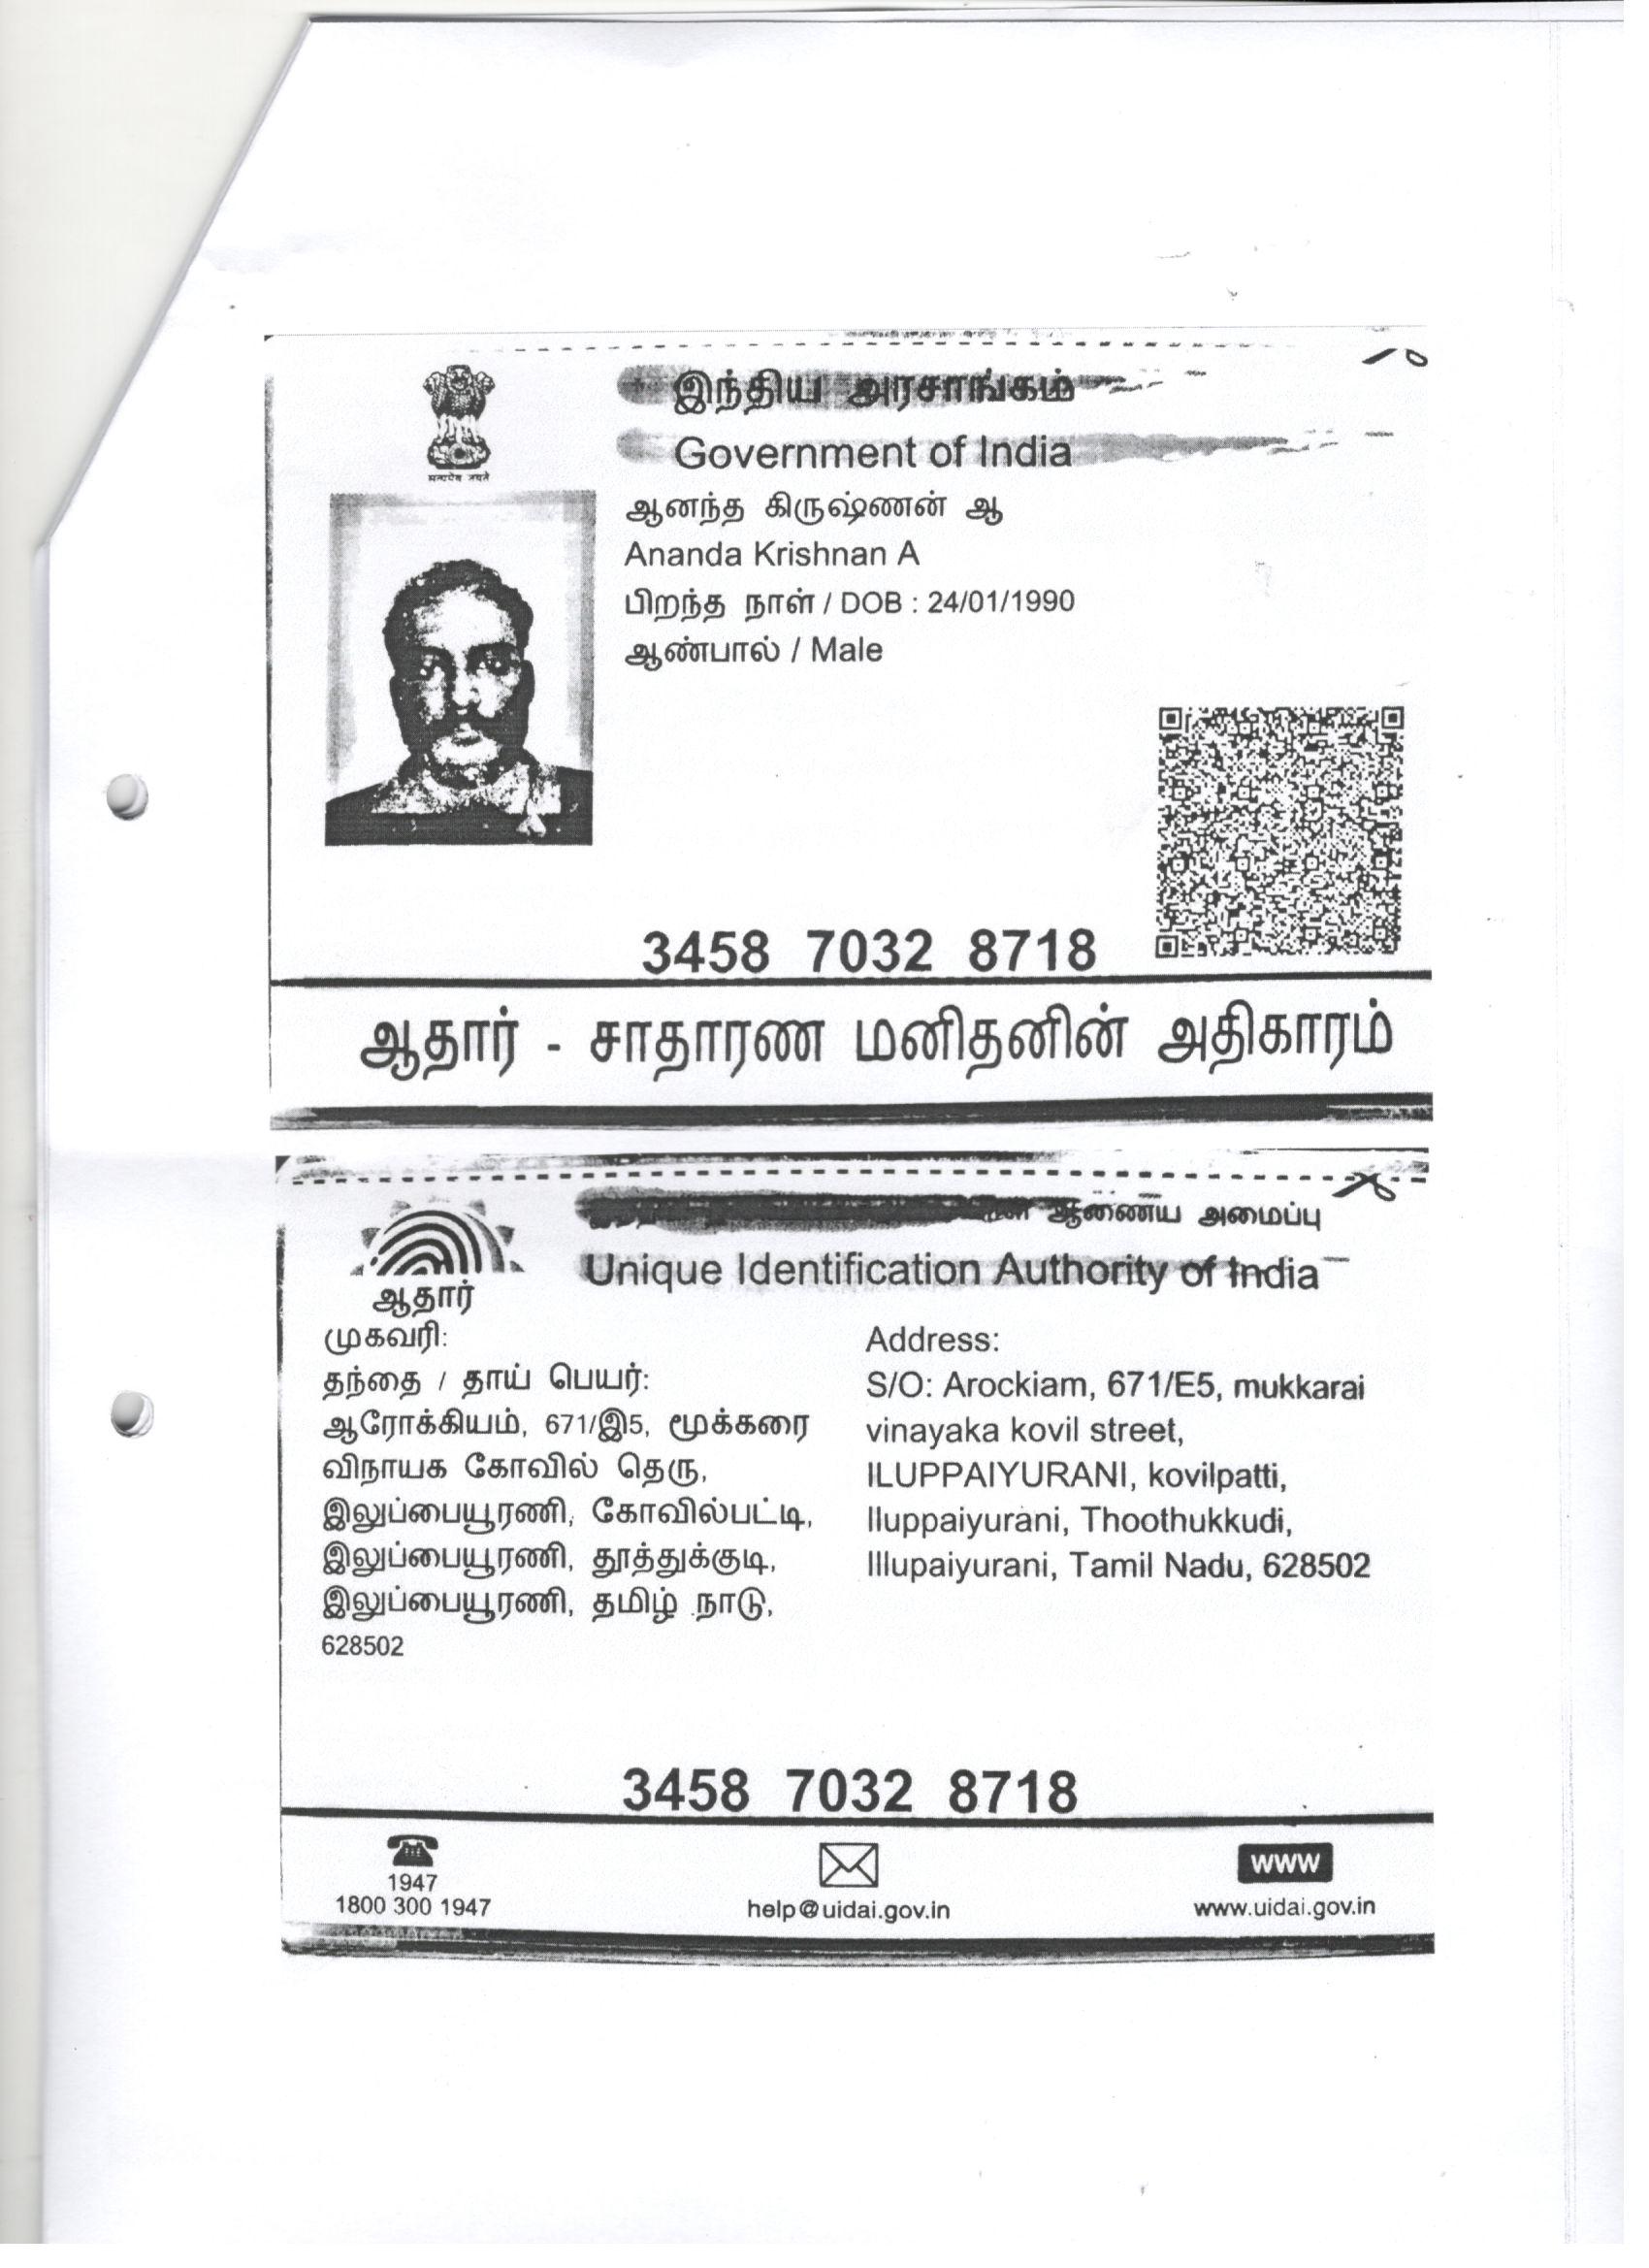 सत्यमेव जयते
இந்திய அரசாங்கம்
Government of India
ஆனந்த கிருஷ்ணன் ஆ
Ananda Krishnan A
பிறந்த நாள் / DOB : 24/01/1990
ஆண்பால் / Male
3458 7032 8718
ஆதார் - சாதாரண மனிதனின் அதிகாரம்
ஆணைய அமைப்பு
Unique Identification Authority of India
ஆதார்
முகவரி:
தந்தை / தாய் பெயர்:
ஆரோக்கியம், 671/இ5, மூக்கரை
விநாயக கோவில் தெரு,
இலுப்பையூரணி, கோவில்பட்டி,
இலுப்பையூரணி, தூத்துக்குடி,
இலுப்பையூரணி, தமிழ் நாடு,
628502
Address:
S/O: Arockiam, 671/E5, mukkarai
vinayaka kovil street,
ILUPPAIYURANI, kovilpatti,
Iluppaiyurani, Thoothukkudi,
Illupaiyurani, Tamil Nadu, 628502
3458 7032 8718
1947
1800 300 1947
help@uidai.gov.in
www
www.uidai.gov.in